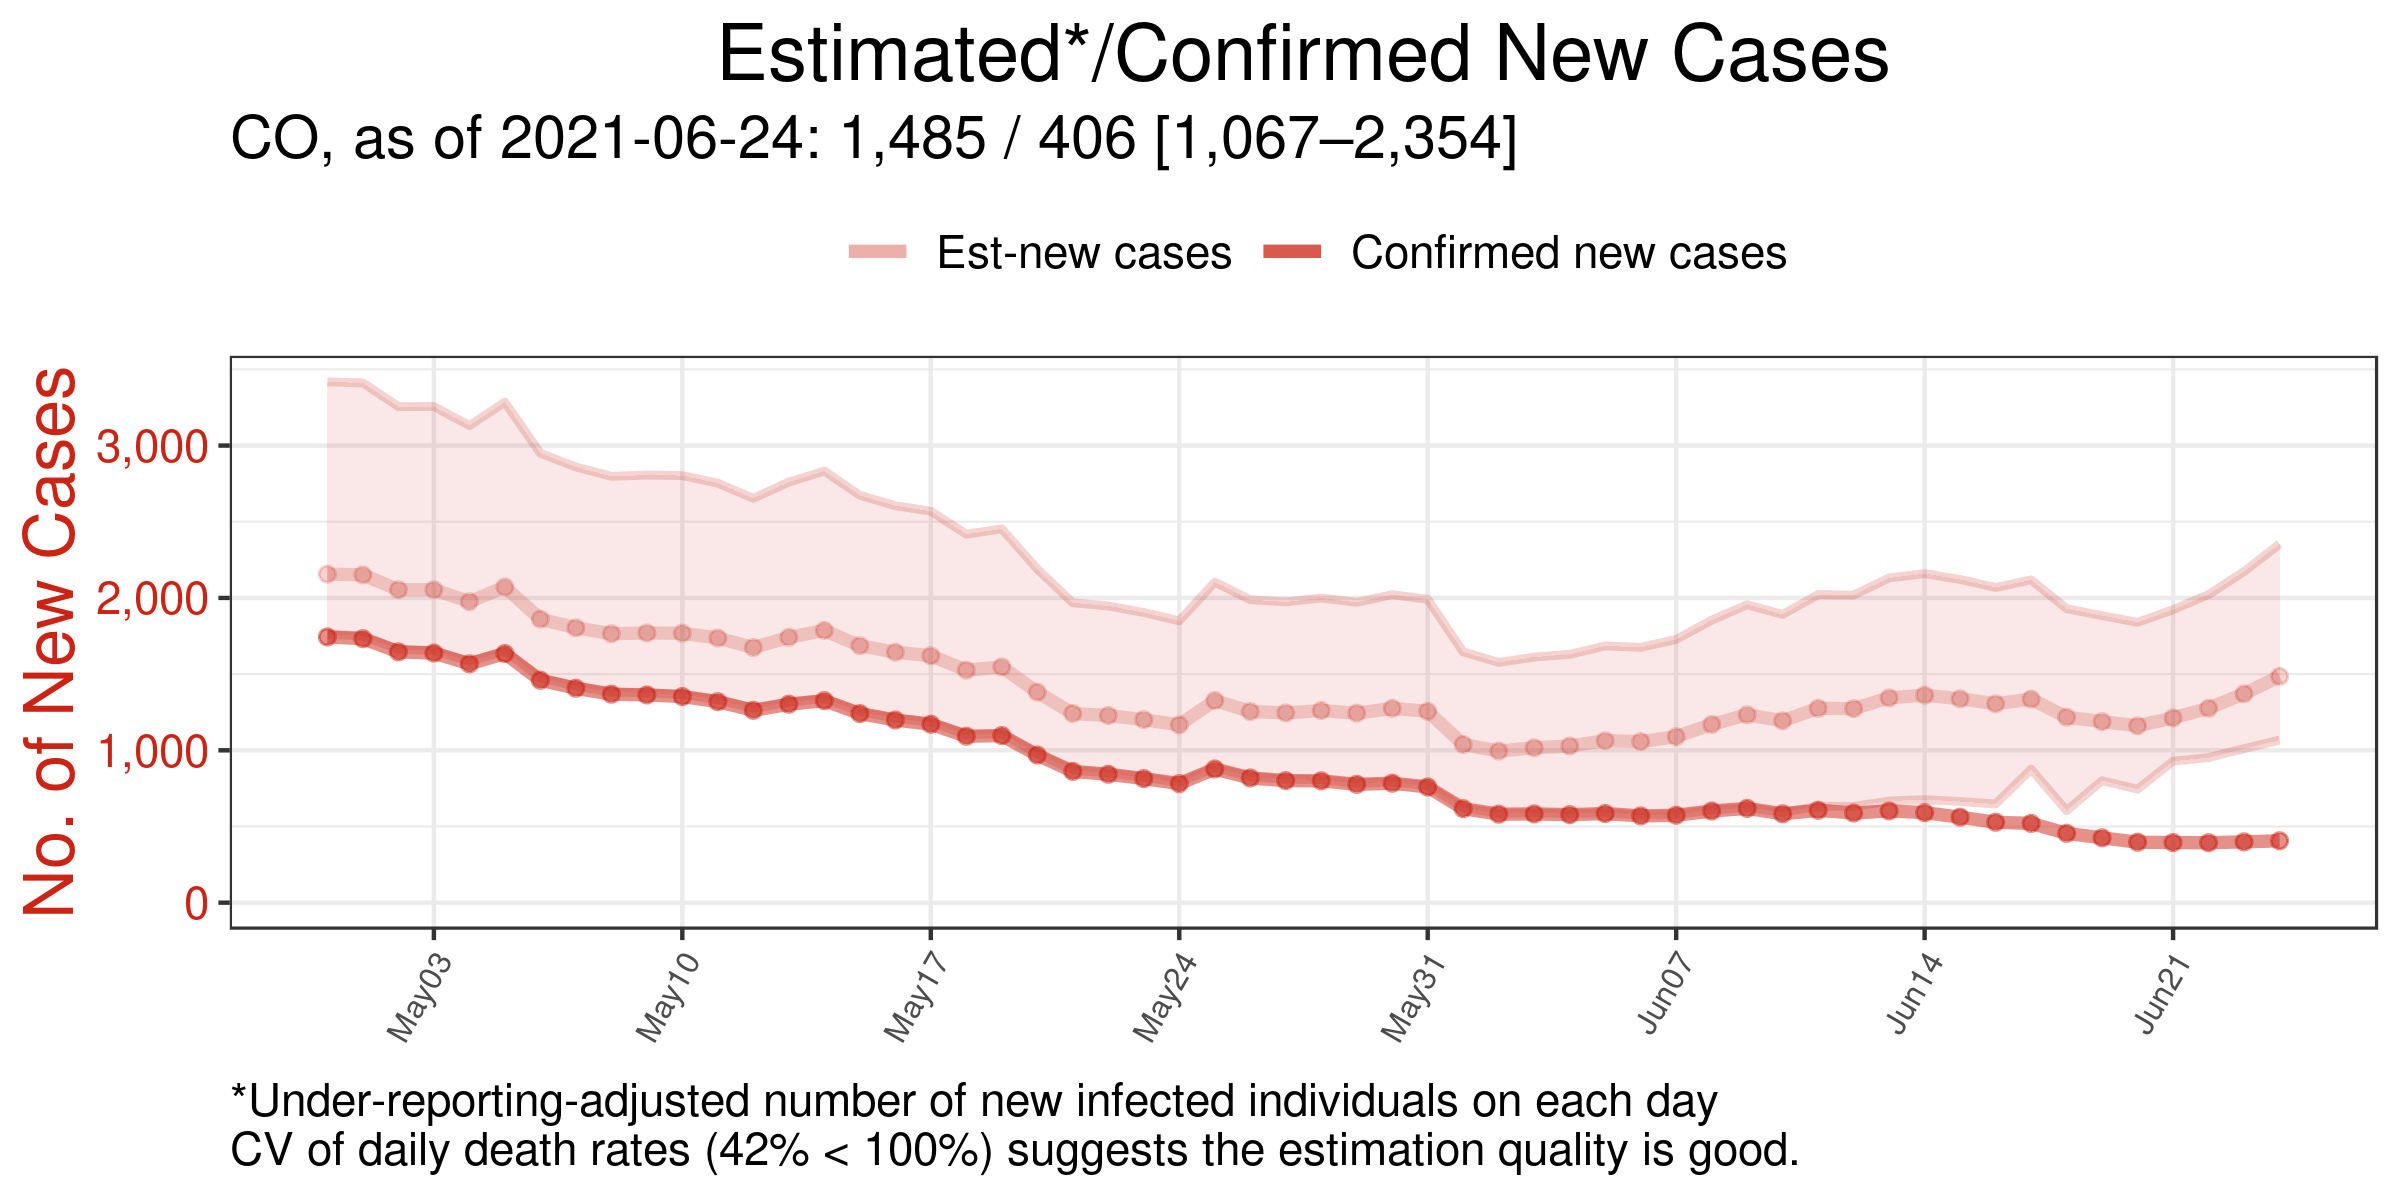 Estimated*/Confirmed New Cases
CO, as of 2021-06-24: 1,485 / 406 [1,067–2,354]
Est-new cases Confirmed new cases
No. of New Cases
3,000
2,000
1,000
0
May03 May10 May17 May24 May31 Jun07 Jun14 Jun21
*Under-reporting-adjusted number of new infected individuals on each day
CV of daily death rates (42% < 100%) suggests the estimation quality is good.